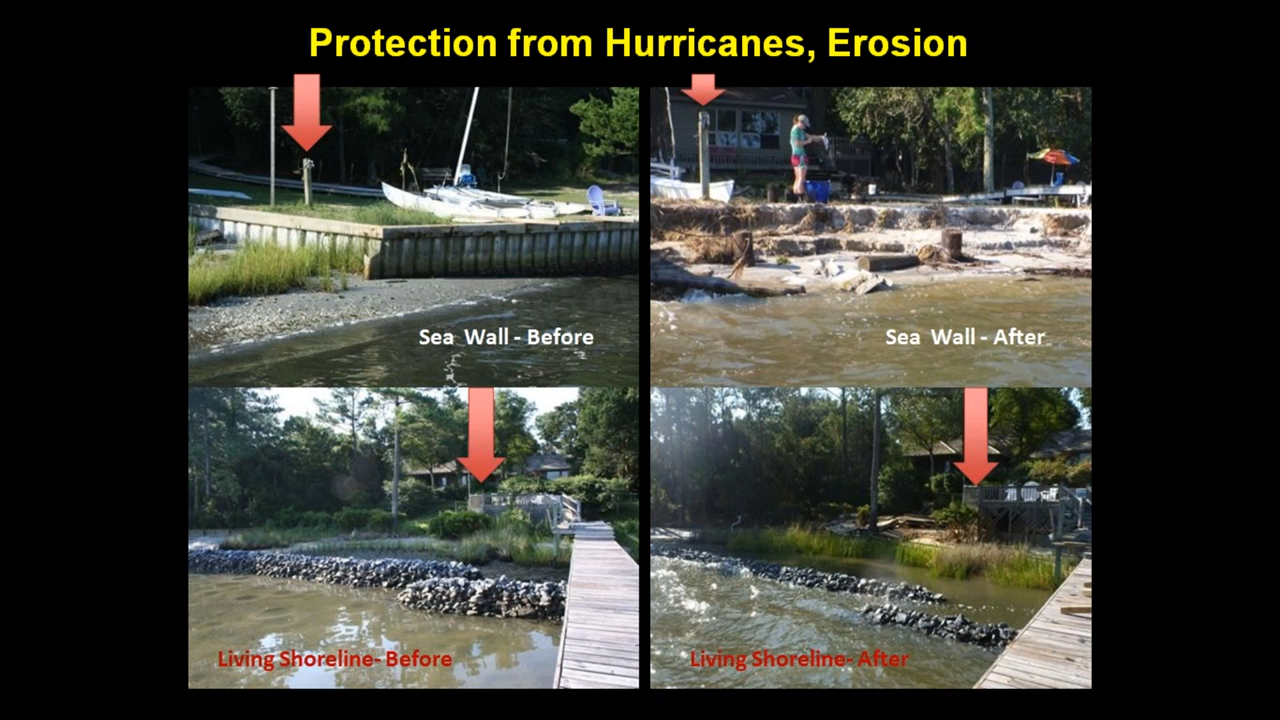 Protection from Hurricanes, Erosion
Sea Wall - Before
Sea Wall - After
Living Shoreline- Before
Living Shoreline- After